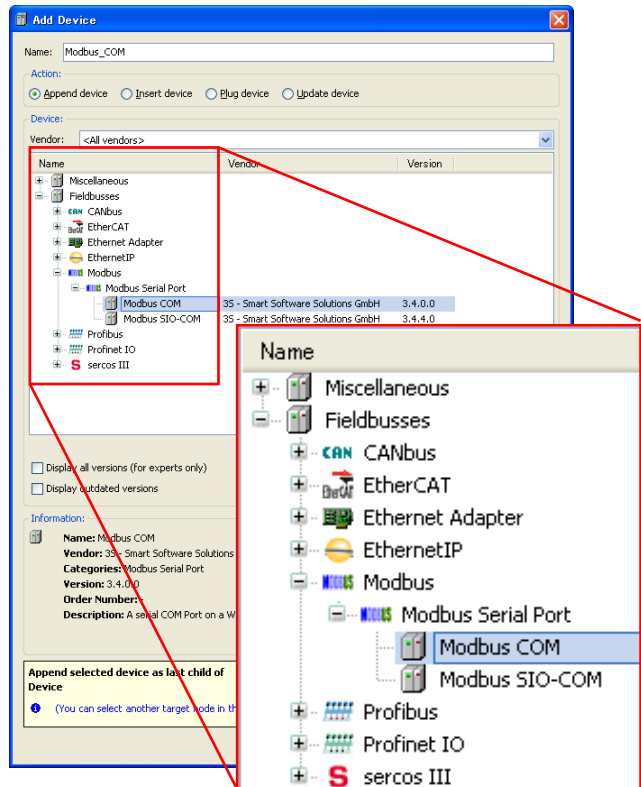 Add Device
Name: Modbus_COM
Action:
Append device Insert device Plug device Update device
Device:
Vendor: <All vendors>
Name Vendor Version
Miscellaneous
Fieldbusses
CAN CANbus
EtherCAT EtherCAT
Ethernet Adapter
EthernetIP
Modbus
Modbus Serial Port
Modbus COM 3S - Smart Software Solutions GmbH 3.4.0.0
Modbus SIO-COM 3S - Smart Software Solutions GmbH 3.4.4.0
Profibus
Profinet IO
S sercos III
Display all versions (for experts only)
Display outdated versions
Information:
Name: Modbus COM
Vendor: 3S - Smart Software Solutions
Categories: Modbus Serial Port
Version: 3.4.0.0
Order Number: -
Description: A serial COM Port on a W
Append selected device as last child of
Device
(You can select another target node in th
Name
Miscellaneous
Fieldbusses
CAN CANbus
EtherCAT EtherCAT
Ethernet Adapter
EthernetIP
MODBUS Modbus
MODBUS Modbus Serial Port
Modbus COM
Modbus SIO-COM
Profibus
Profinet IO
S sercos III